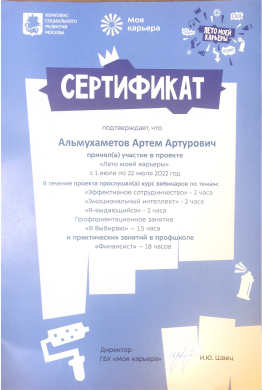 КОМПЛЕКС
СОЦИАЛЬНОГО
РАЗВИТИЯ
МОСКВЫ
моя
карьера
ЛЕТО МОЕЙ
КАРЬЕРЫ
СЕРТИФИКАТ
подтверждает, что
Альмухаметов Артем Артурович
принял(а) участие в проекте
«Лето моей карьеры»
с 1 июля по 22 июля 2022 год
В течение проекта прослушал(а) курс вебинаров по темам:
«Эффективное сотрудничество» - 2 часа
«Эмоциональный интеллект» - 2 часа
«Я-выдающийся» - 2 часа
Профориентационное занятие
«Я Выбираю» – 1,5 часа
и практических занятий в профшколе
«Финансист» – 18 часов
Директор
ГБУ «Моя карьера»
И.Ю. Швец